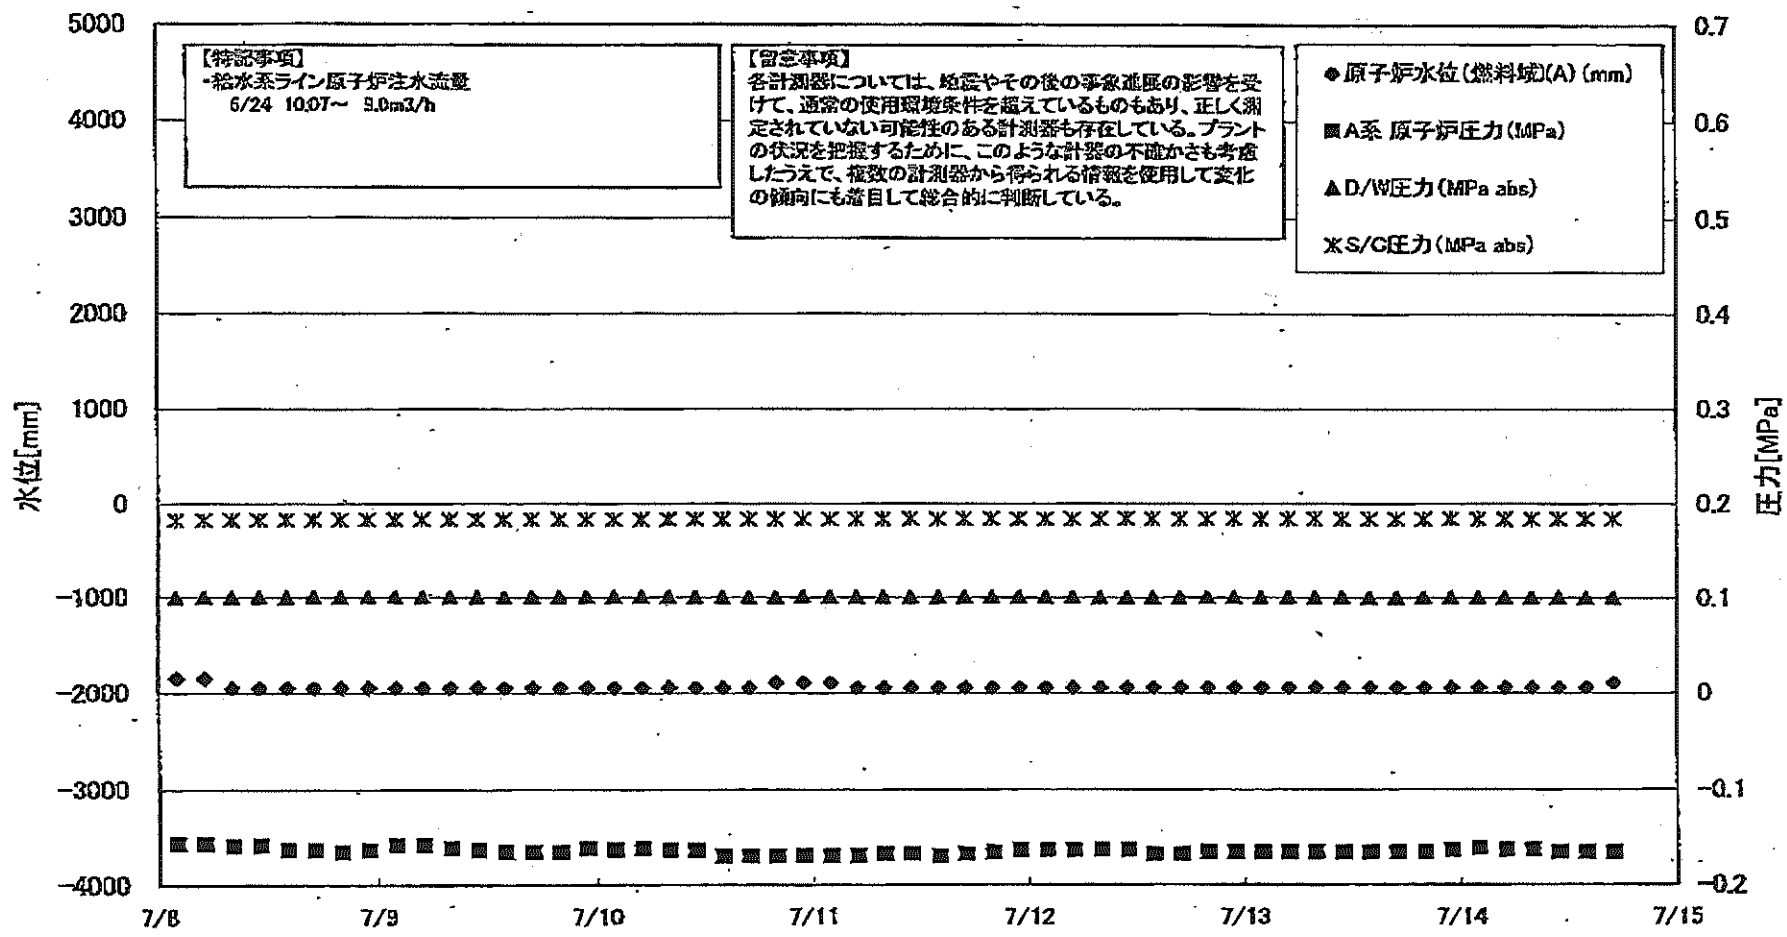 5000
4000
3000
2000
1000
0
-1000
-2000
-3000
-4000
水位[mm]
【特記事項】
・給水系ライン原子炉注水流量
6/24 10:07～ 9.0m3/h
【留意事項】
各計測器については、地震やその後の事象進展の影響を受
けて、通常の使用環境条件を超えているものもあり、正しく測
定されていない可能性のある計測器も存在している。プラント
の状況を把握するために、このような計器の不確かさも考慮
したうえで、複数の計測器から得られる情報を使用して変化
の傾向にも着目して総合的に判断している。
原子炉水位(燃料域)(A) (mm)
A系 原子炉圧力(MPa)
D/W圧力(MPa abs)
S/C圧力(MPa abs)
0.7
0.6
0.5
0.4
0.3
0.2
0.1
0
-0.1
-0.2
圧力[MPa]
7/8
7/9
7/10
7/11
7/12
7/13
7/14
7/15